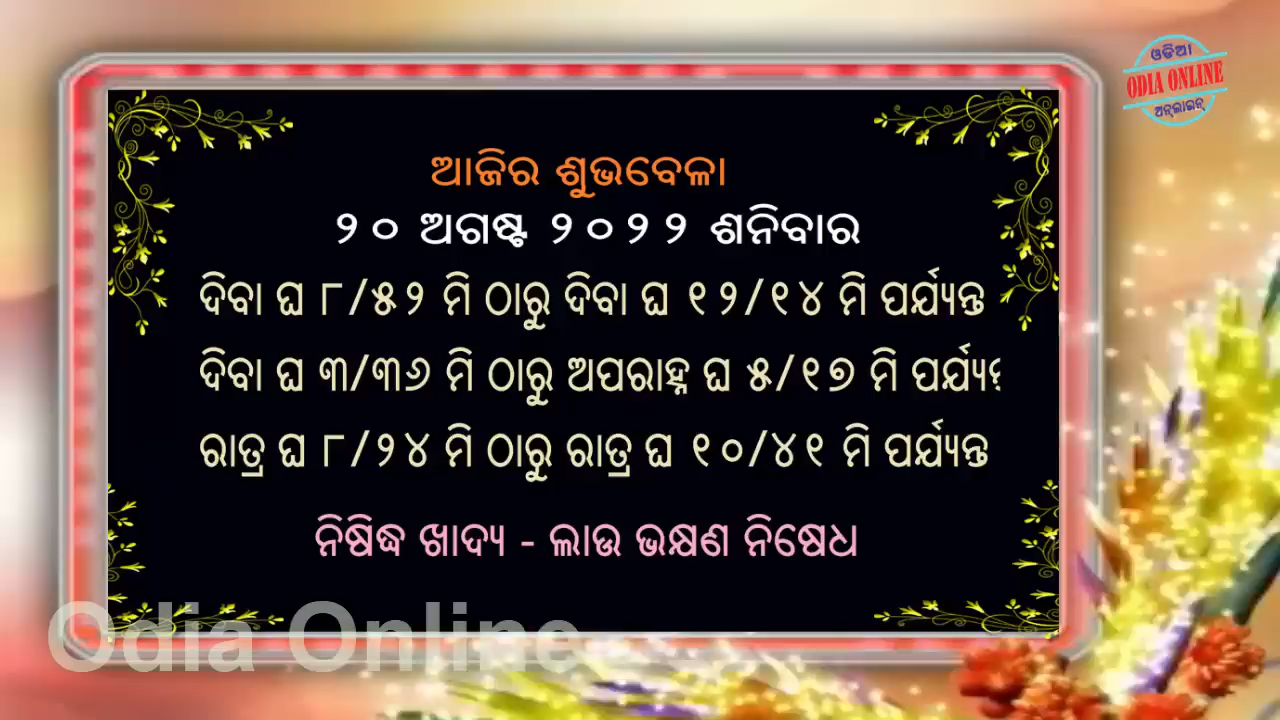 ଓଡିଆ
ODIA ONLINE
ଅନ୍‌ଲାଇନ୍
ଆଜିର ଶୁଭବେଳା
୨୦ ଅଗଷ୍ଟ ୨୦୨୨ ଶନିବାର
ଦିବା ଘ ୮/୫୨ ମି ଠାରୁ ଦିବା ଘ ୧୨/୧୪ ମି ପର୍ଯ୍ୟନ୍ତ
ଦିବା ଘ ୩/୩୬ ମି ଠାରୁ ଅପରାହ୍ନ ଘ ୫/୧୭ ମି
ରାତ୍ର ଘ ୮/୨୪ ମି ଠାରୁ ରାତ୍ର ଘ ୧୦/୪୧ ମି ପର୍ଯ୍ୟନ୍ତ
ନିଷିଦ୍ଧ ଖାଦ୍ୟ - ଲାଉ ଭକ୍ଷଣ ନିଷେଧ
Odia Online